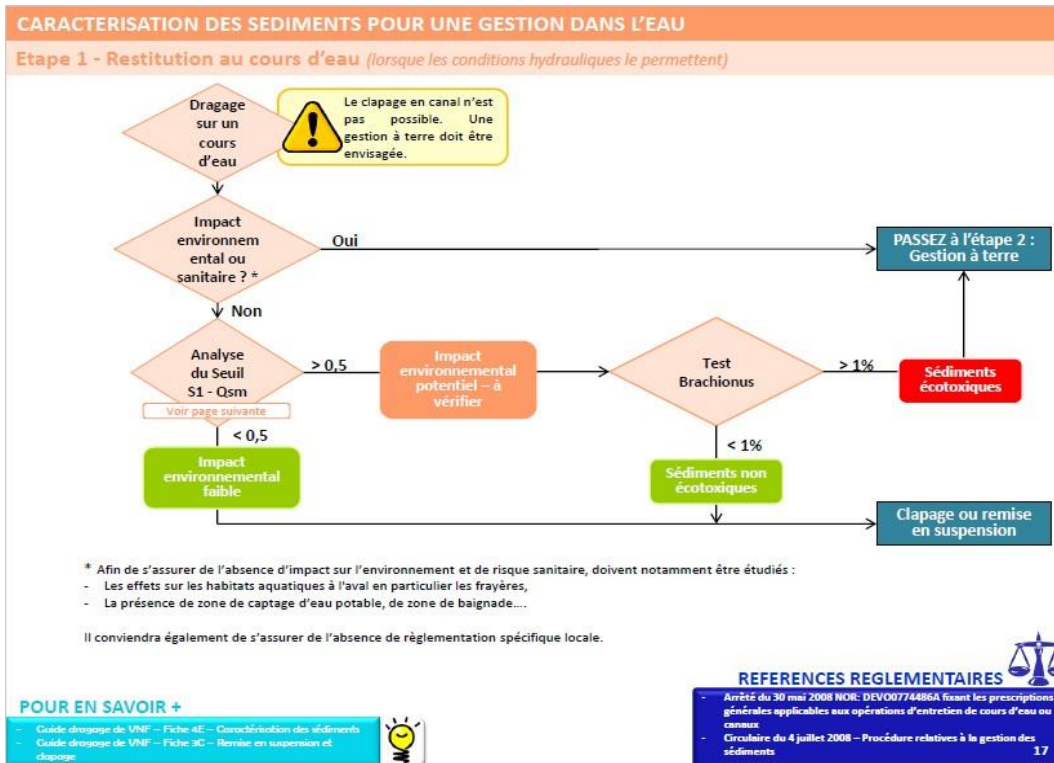 CARACTERISATION DES SEDIMENTS POUR UNE GESTION DANS L'EAU
Etape 1 - Restitution au cours d'eau (lorsque les conditions hydrauliques le permettent)
Dragage
sur un
cours
d'eau
Le clapage en canal n'est
pas possible. Une
gestion à terre doit être
envisagée.
Impact
environnem
ental ou
sanitaire ? *
Oui
PASSEZ à l'étape 2 :
Gestion à terre
Non
Analyse
du Seuil
S1 - Qsm
Voir page suivante
> 0,5
Impact
environnemental
potentiel – à
vérifier
Test
Brachionus
> 1%
Sédiments
écotoxiques
< 0,5
< 1%
Impact
environnemental
faible
Sédiments non
écotoxiques
Clapage ou remise
en suspension
* Afin de s'assurer de l'absence d'impact sur l'environnement et de risque sanitaire, doivent notamment être étudiés :
- Les effets sur les habitats aquatiques à l'aval en particulier les frayères,
- La présence de zone de captage d'eau potable, de zone de baignade....
Il conviendra également de s'assurer de l'absence de règlementation spécifique locale.
POUR EN SAVOIR +
- Guide dragage de VNF – Fiche 4E – Caractérisation des sédiments
- Guide dragage de VNF – Fiche 3C – Remise en suspension et
clapage
REFERENCES REGLEMENTAIRES
- Arrêté du 30 mai 2008 NOR: DEVO0774486A fixant les prescriptions
générales applicables aux opérations d'entretien de cours d'eau ou
canaux
- Circulaire du 4 juillet 2008 – Procédure relatives à la gestion des
sédiments
17